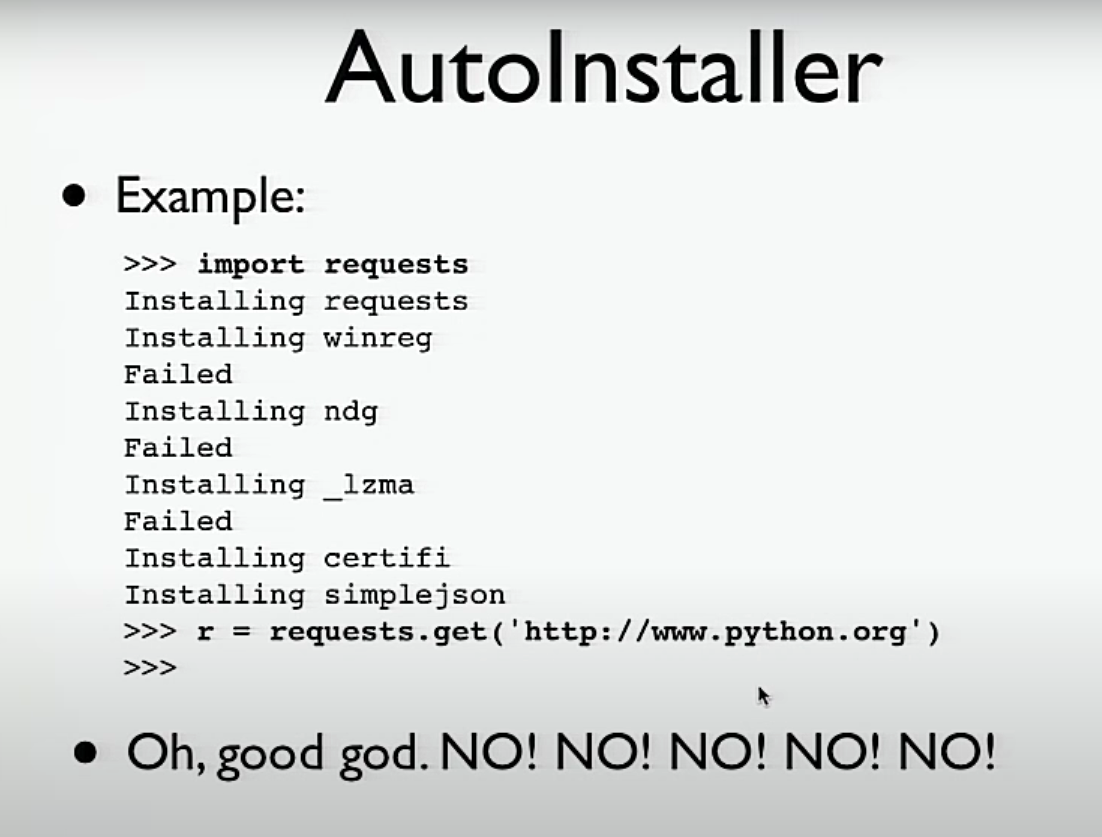 AutoInstaller
• Example:
>>> import requests
Installing requests
Installing winreg
Failed
Installing ndg
Failed
Installing _lzma
Failed
Installing certifi
Installing simplejson
>>> r = requests.get('http://www.python.org')
>>>
• Oh, good god. NO! NO! NO! NO! NO!